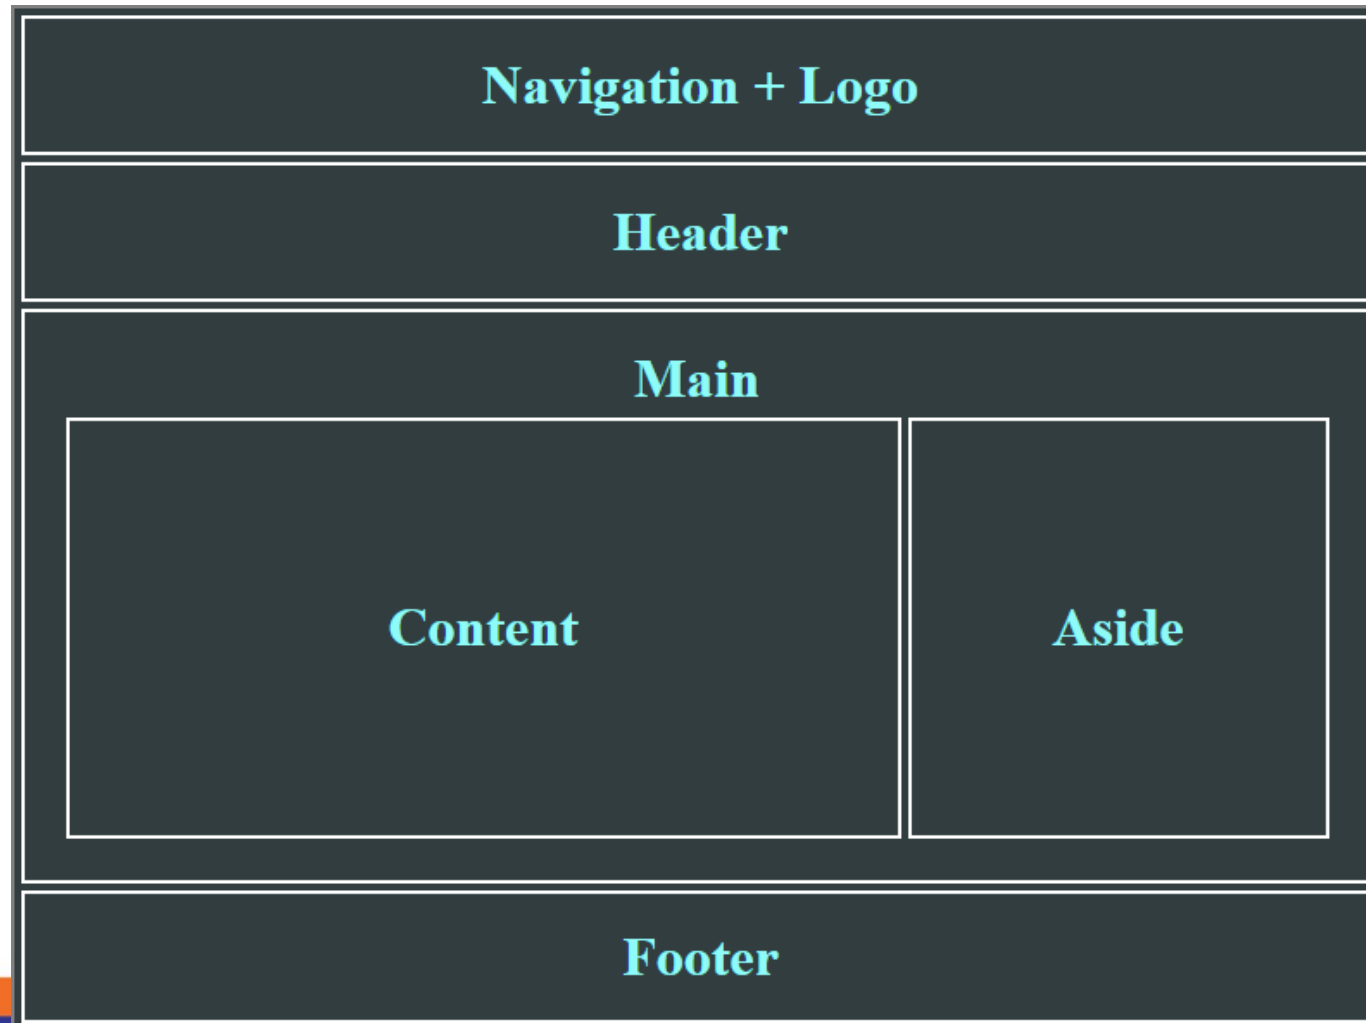 Navigation + Logo
Header
Main
Content
Aside
Footer